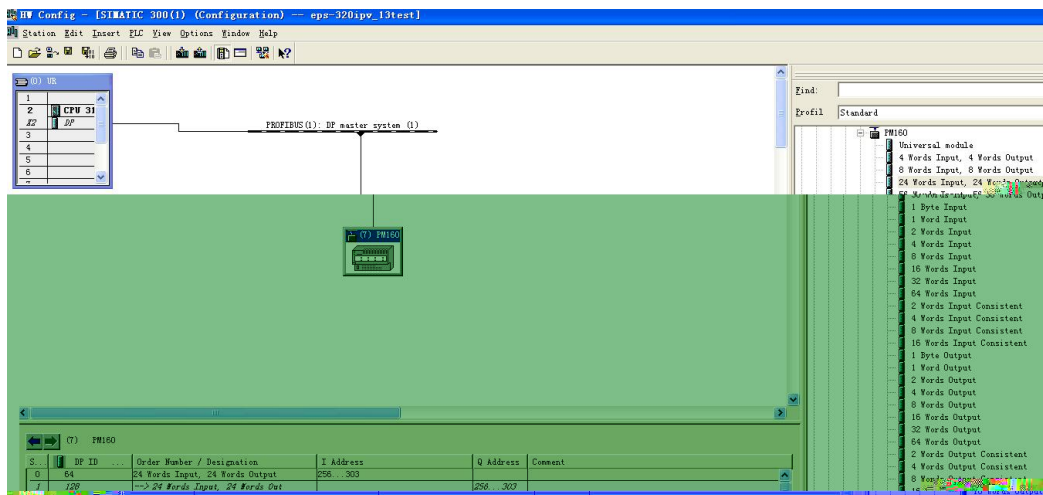 HW Config - [SIMATIC 300(1) (Configuration) -- eps-320ipv_13test]
Station Edit Insert PLC View Options Window Help
(0) UR
1
2 CPU 31
X2 DP
3
4
5
6
PROFIBUS(1): DP master system (1)
(7) PM160
Find:
Profil Standard
PM160
Universal module
4 Words Input, 4 Words Output
8 Words Input, 8 Words Output
24 Words Input, 24 Words Output
1 Byte Input
1 Word Input
2 Words Input
4 Words Input
8 Words Input
16 Words Input
32 Words Input
64 Words Input
2 Words Input Consistent
4 Words Input Consistent
8 Words Input Consistent
16 Words Input Consistent
1 Byte Output
1 Word Output
2 Words Output
4 Words Output
8 Words Output
16 Words Output
32 Words Output
64 Words Output
2 Words Output Consistent
4 Words Output Consistent
8 Words Output Consistent
(7) PM160
S... DP ID ... Order Number / Designation I Address Q Address Comment
0 64 24 Words Input, 24 Words Output 256...303
1 128 --> 24 Words Input, 24 Words Out 256...303